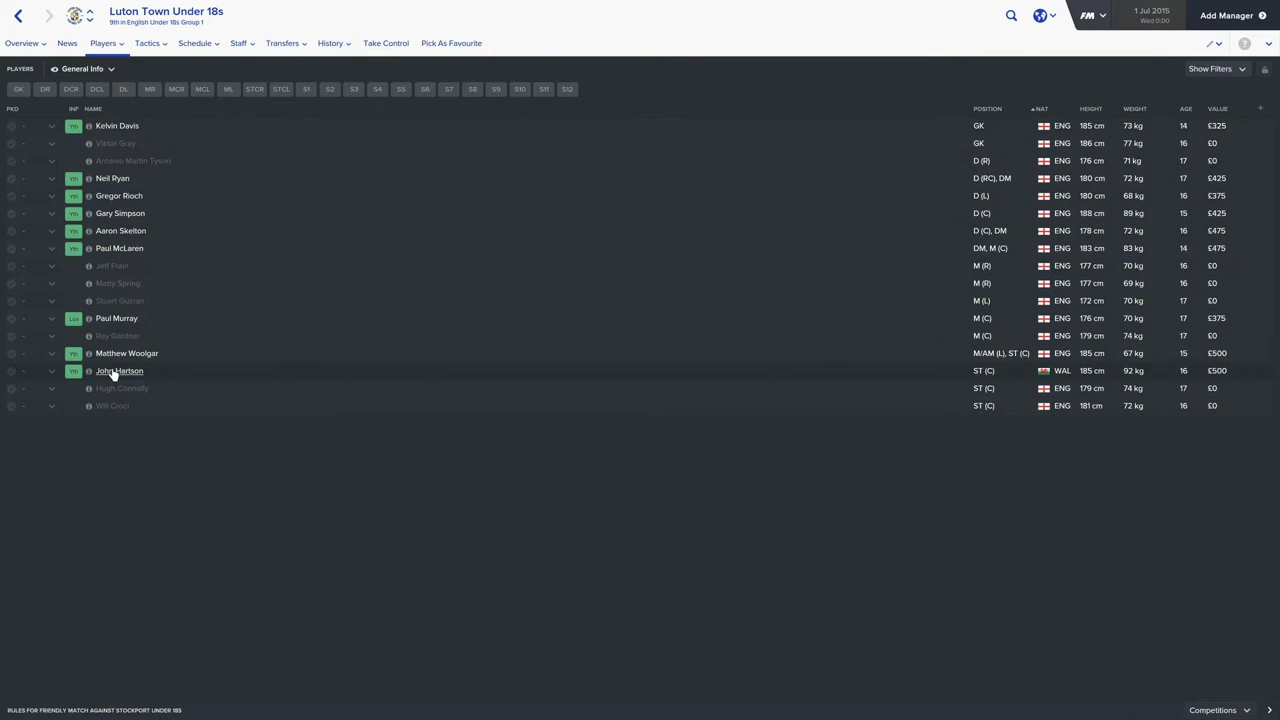 Luton Town Under 18s
9th in English Under 18s Group 1
FM
1 Jul 2015
Wed 0:00
Add Manager
Overview News Players Tactics Schedule Staff Transfers History Take Control Pick As Favourite
PLAYERS General Info Show Filters
GK DR DCR DCL DL MR MCR MCL ML STCR STCL S1 S2 S3 S4 S5 S6 S7 S8 S9 S10 S11 S12
PKD INF NAME POSITION NAT HEIGHT WEIGHT AGE VALUE
- Yth Kelvin Davis GK ENG 185 cm 73 kg 14 £325
- Viktor Gray GK ENG 186 cm 77 kg 16 £0
- Antonio Martin Tyson D (R) ENG 176 cm 71 kg 17 £0
- Yth Neil Ryan D (RC), DM ENG 180 cm 72 kg 17 £425
- Yth Gregor Rioch D (L) ENG 180 cm 68 kg 16 £375
- Yth Gary Simpson D (C) ENG 188 cm 89 kg 15 £425
- Yth Aaron Skelton D (C), DM ENG 178 cm 72 kg 16 £475
- Yth Paul McLaren DM, M (C) ENG 183 cm 83 kg 14 £475
- Jeff Frain M (R) ENG 177 cm 70 kg 16 £0
- Matty Spring M (R) ENG 177 cm 69 kg 16 £0
- Stuart Guinan M (L) ENG 172 cm 70 kg 17 £0
- Loa Paul Murray M (C) ENG 176 cm 70 kg 17 £375
- Ray Gardner M (C) ENG 179 cm 74 kg 17 £0
- Yth Matthew Woolgar M/AM (L), ST (C) ENG 185 cm 67 kg 15 £500
- Yth John Hartson ST (C) WAL 185 cm 92 kg 16 £500
- Hugh Connolly ST (C) ENG 179 cm 74 kg 17 £0
- Will Croci ST (C) ENG 181 cm 72 kg 16 £0
RULES FOR FRIENDLY MATCH AGAINST STOCKPORT UNDER 18S Competitions